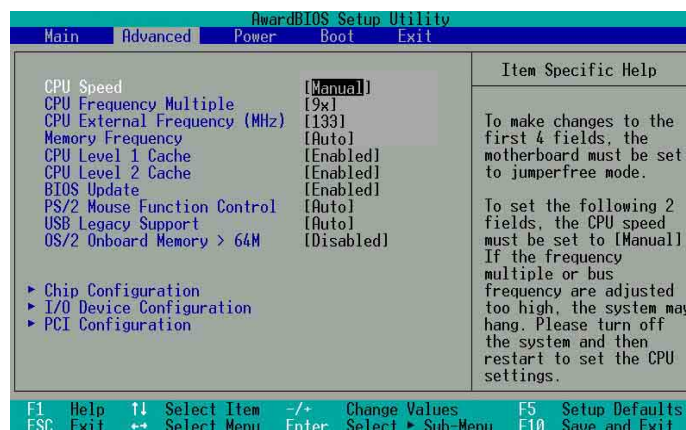 AwardBIOS Setup Utility
Main Advanced Power Boot Exit
Item Specific Help
CPU Speed [Manual]
CPU Frequency Multiple [9x]
CPU External Frequency (MHz) [133]
Memory Frequency [Auto]
CPU Level 1 Cache [Enabled]
CPU Level 2 Cache [Enabled]
BIOS Update [Enabled]
PS/2 Mouse Function Control [Auto]
USB Legacy Support [Auto]
OS/2 Onboard Memory > 64M [Disabled]
▸ Chip Configuration
▸ I/O Device Configuration
▸ PCI Configuration
To make changes to the
first 4 fields, the
motherboard must be set
to jumperfree mode.
To set the following 2
fields, the CPU speed
must be set to [Manual]
If the frequency
multiple or bus
frequency are adjusted
too high, the system may
hang. Please turn off
the system and then
restart to set the CPU
settings.
F1 Help ↑↓ Select Item -/+ Change Values F5 Setup Defaults
ESC Exit ↔ Select Menu Enter Select ▸ Sub-Menu F10 Save and Exit